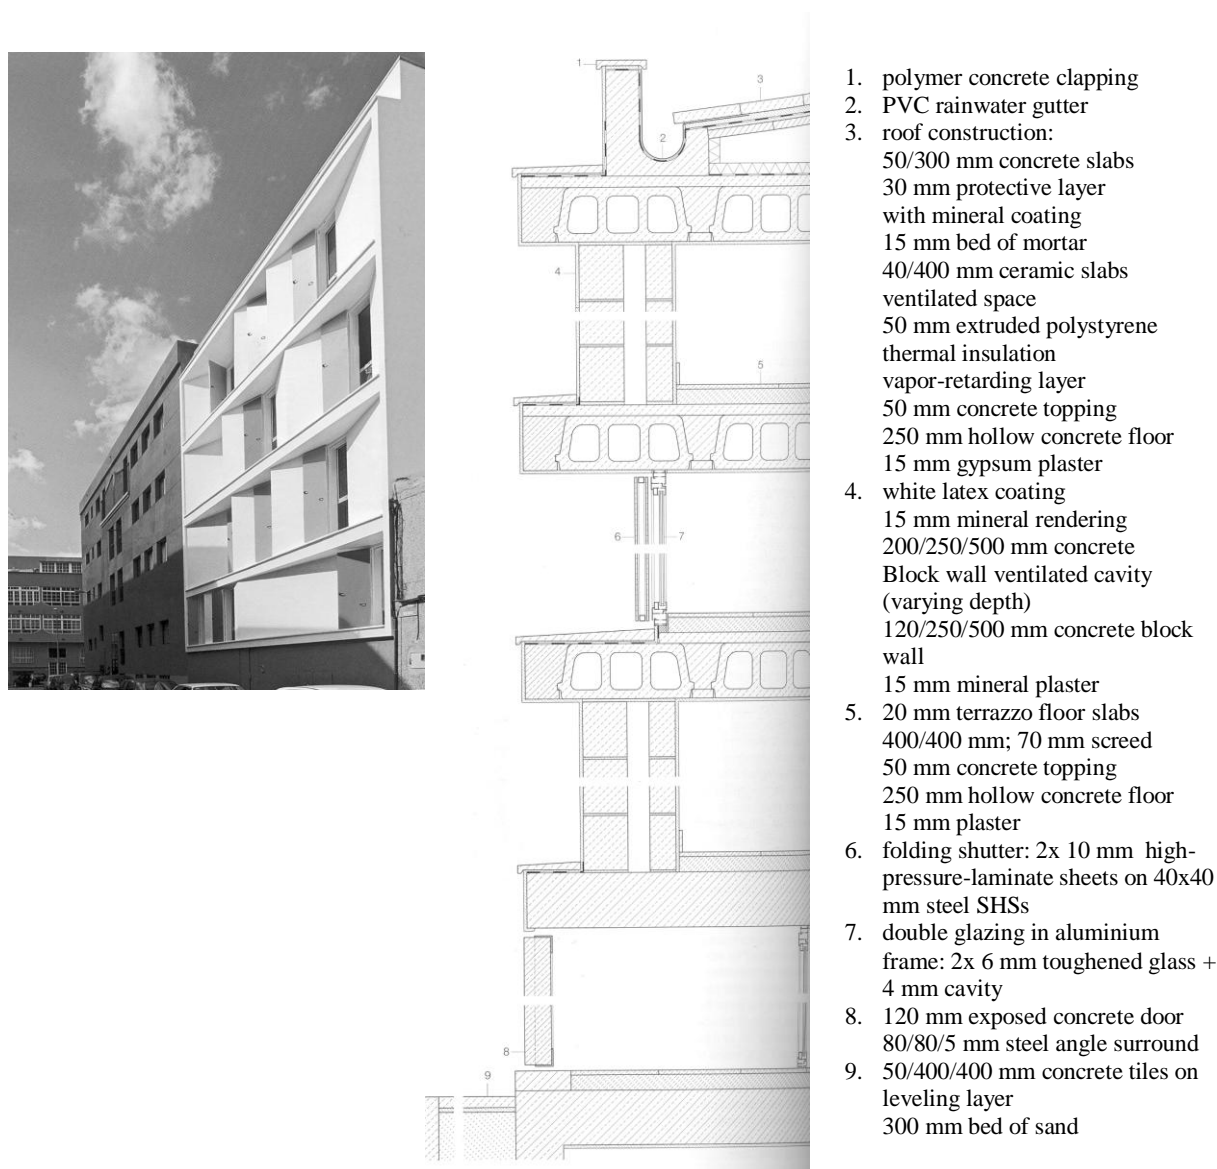 1
3
2
4
5
6
7
8
9
1. polymer concrete clapping
2. PVC rainwater gutter
3. roof construction:
50/300 mm concrete slabs
30 mm protective layer
with mineral coating
15 mm bed of mortar
40/400 mm ceramic slabs
ventilated space
50 mm extruded polystyrene
thermal insulation
vapor-retarding layer
50 mm concrete topping
250 mm hollow concrete floor
15 mm gypsum plaster
4. white latex coating
15 mm mineral rendering
200/250/500 mm concrete
Block wall ventilated cavity
(varying depth)
120/250/500 mm concrete block
wall
15 mm mineral plaster
5. 20 mm terrazzo floor slabs
400/400 mm; 70 mm screed
50 mm concrete topping
250 mm hollow concrete floor
15 mm plaster
6. folding shutter: 2x 10 mm high-
pressure-laminate sheets on 40x40
mm steel SHSs
7. double glazing in aluminium
frame: 2x 6 mm toughened glass +
4 mm cavity
8. 120 mm exposed concrete door
80/80/5 mm steel angle surround
9. 50/400/400 mm concrete tiles on
leveling layer
300 mm bed of sand